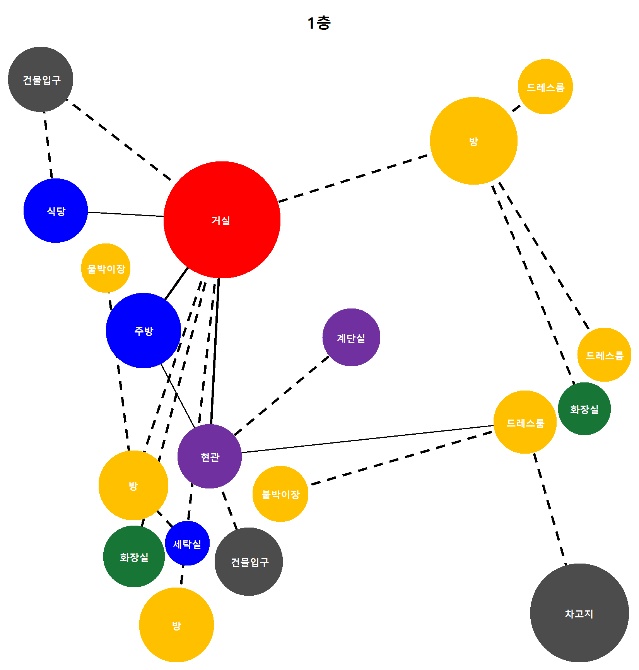 1층
건물입구
드레스룸
방
식당
거실
붙박이장
주방
계단실
드레스룸
화장실
드레스룸
현관
방
붙박이장
세탁실
화장실
건물입구
차고지
방